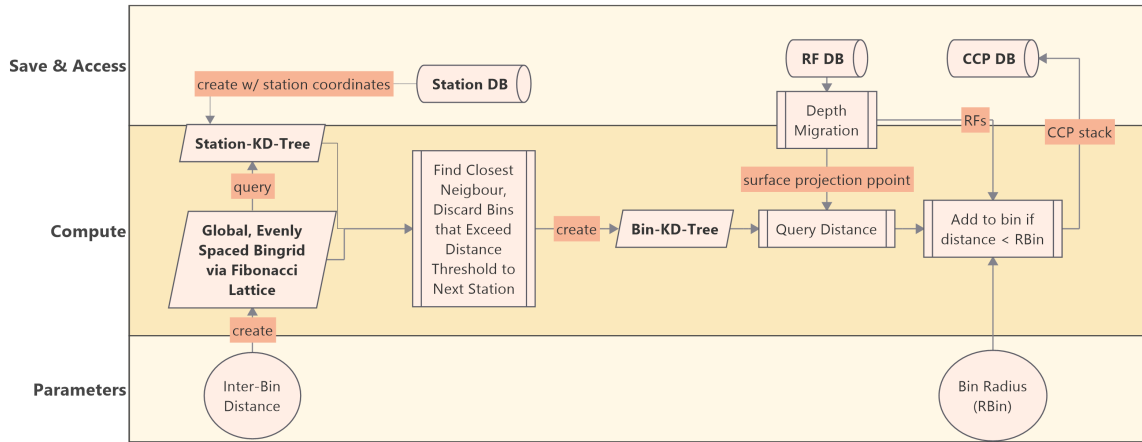 Save & Access
create w/ station coordinates
Station DB
RF DB
CCP DB
Depth
Migration
RFs
CCP stack
Compute
Station-KD-Tree
query
Global, Evenly
Spaced Bingrid
via Fibonacci
Lattice
create
Find Closest
Neigbour,
Discard Bins
that Exceed
Distance
Threshold to
Next Station
create
Bin-KD-Tree
surface projection ppoint
Query Distance
Add to bin if
distance < RBin
Parameters
Inter-Bin
Distance
Bin Radius
(RBin)